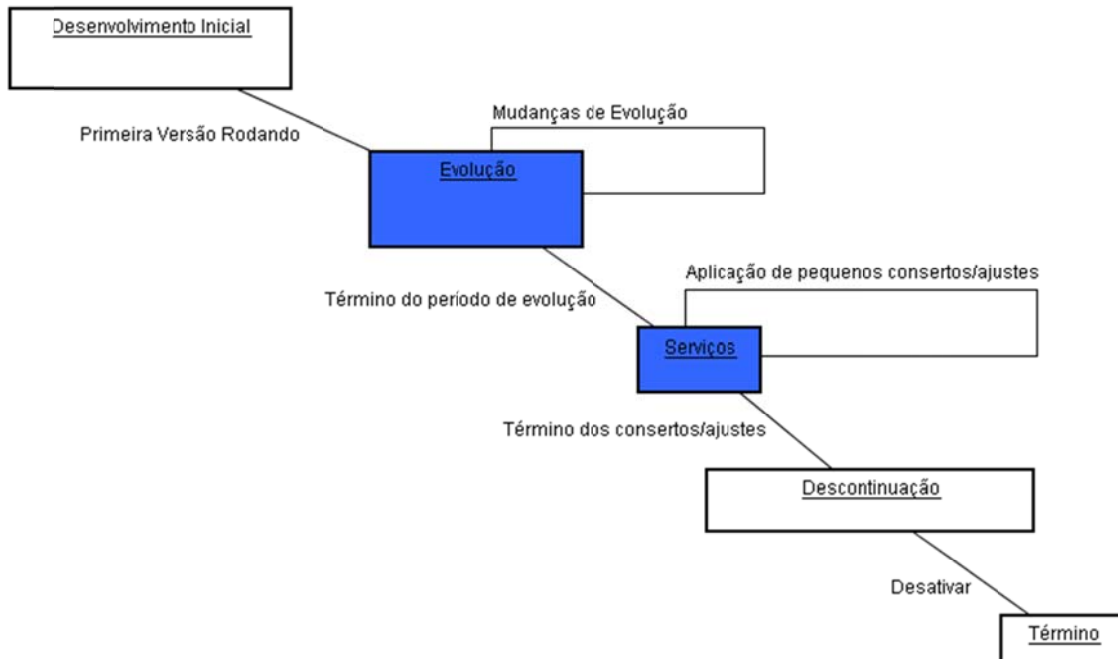 Desenvolvimento Inicial
Primeira Versão Rodando
Mudanças de Evolução
Evolução
Término do período de evolução
Aplicação de pequenos consertos/ajustes
Serviços
Término dos consertos/ajustes
Descontinuação
Desativar
Término